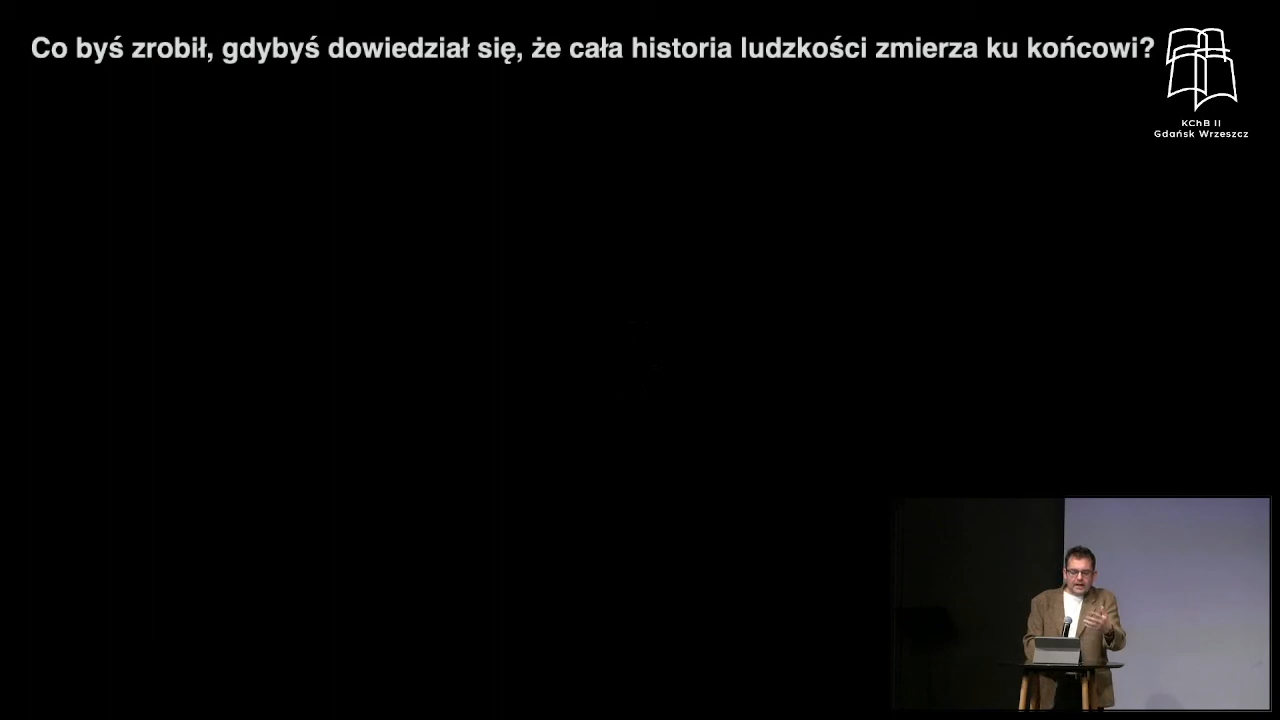 Co byś zrobił, gdybyś dowiedział się, że cała historia ludzkości zmierza ku końcowi?
KChB II
Gdańsk Wrzeszcz